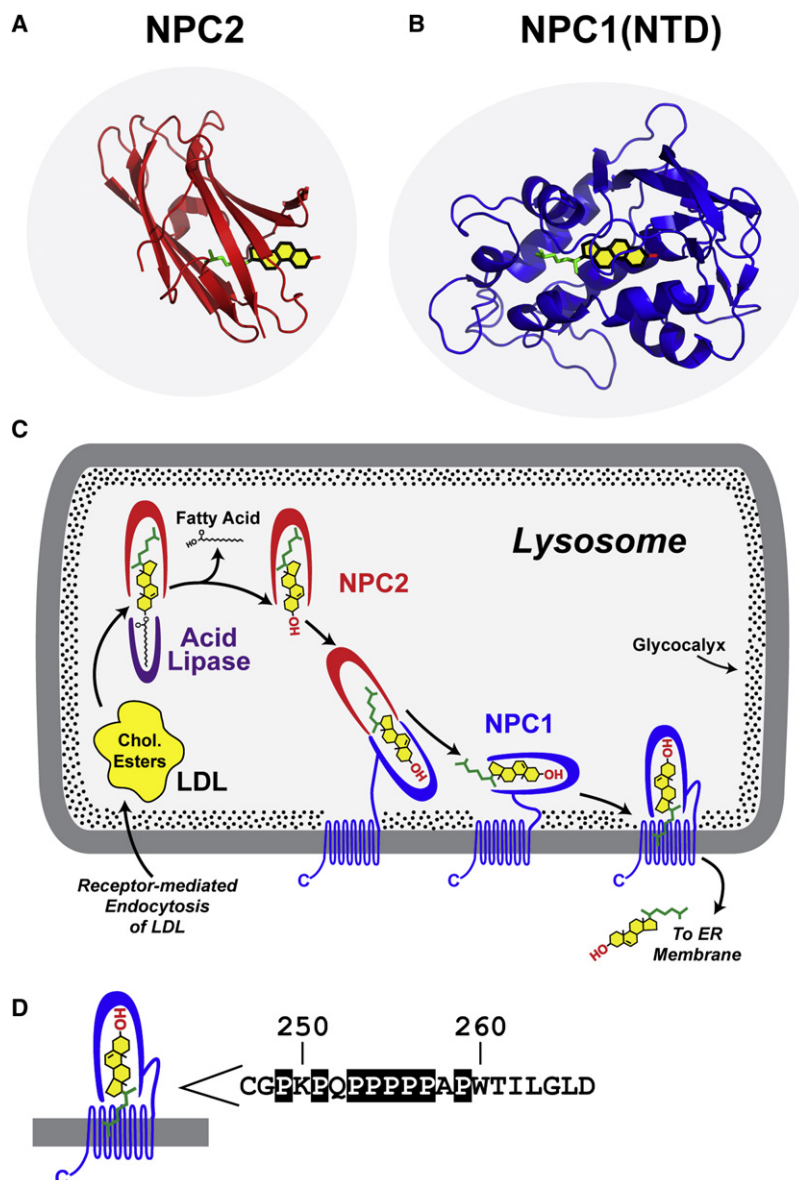 A
NPC2
B
NPC1(NTD)
C
Fatty Acid
HO
O
Lysosome
NPC2
OH
O
O
Acid
Lipase
Glycocalyx
NPC1
Chol.
Esters
LDL
OH
OH
HO
C
C
C
Receptor-mediated
Endocytosis
of LDL
HO
To ER
Membrane
D
HO
250
260
CGPKPQPPPPPAPWTILGLD
C